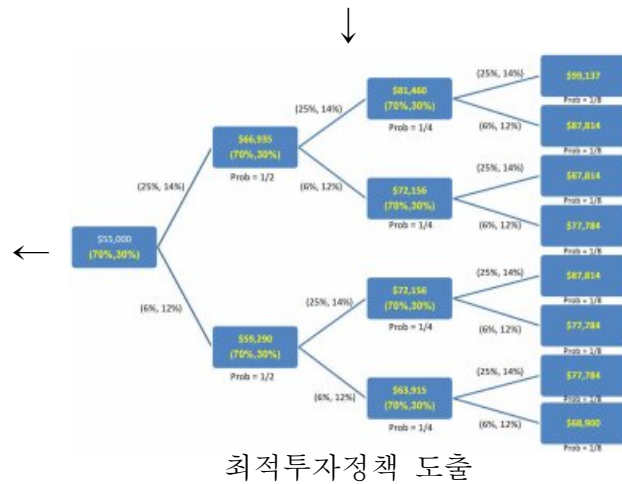 $99,137
(25%, 14%)
$81,460
(70%,30%)
Prob = 1/8
(25%, 14%)
(6%, 12%)
$87,814
$66,935
(70%,30%)
Prob = 1/4
Prob = 1/8
(25%, 14%)
$87,814
Prob = 1/2
(6%, 12%)
$72,156
(70%,30%)
Prob = 1/8
(25%, 14%)
(6%, 12%)
$77,784
Prob = 1/4
Prob = 1/8
$55,000
(70%,30%)
(25%, 14%)
$87,814
$72,156
(70%,30%)
Prob = 1/8
(6%, 12%)
(25%, 14%)
(6%, 12%)
$77,784
$59,290
(70%,30%)
Prob = 1/4
Prob = 1/8
(25%, 14%)
$77,784
Prob = 1/2
(6%, 12%)
$63,915
(70%,30%)
Prob = 1/8
(6%, 12%)
$68,900
Prob = 1/4
Prob = 1/8
최적투자정책 도출